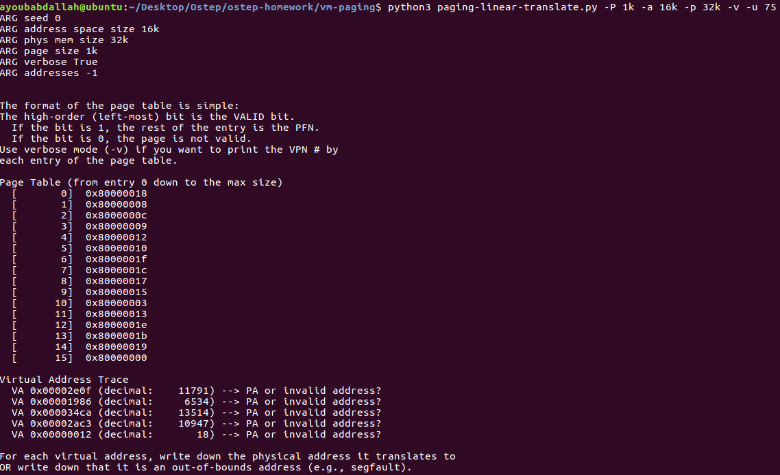 ayoubabdallah@ubuntu:~/Desktop/Ostep/ostep-homework/vm-paging$ python3 paging-linear-translate.py -P 1k -a 16k -p 32k -v -u 75
ARG seed 0
ARG address space size 16k
ARG phys mem size 32k
ARG page size 1k
ARG verbose True
ARG addresses -1

The format of the page table is simple:
The high-order (left-most) bit is the VALID bit.
  If the bit is 1, the rest of the entry is the PFN.
  If the bit is 0, the page is not valid.
Use verbose mode (-v) if you want to print the VPN # by
each entry of the page table.

Page Table (from entry 0 down to the max size)
  [       0]  0x80000018
  [       1]  0x80000008
  [       2]  0x8000000c
  [       3]  0x80000009
  [       4]  0x80000012
  [       5]  0x80000010
  [       6]  0x8000001f
  [       7]  0x8000001c
  [       8]  0x80000017
  [       9]  0x80000015
  [      10]  0x80000003
  [      11]  0x80000013
  [      12]  0x8000001e
  [      13]  0x8000001b
  [      14]  0x80000019
  [      15]  0x80000000

Virtual Address Trace
  VA 0x00002e0f (decimal:    11791) --> PA or invalid address?
  VA 0x00001986 (decimal:     6534) --> PA or invalid address?
  VA 0x000034ca (decimal:    13514) --> PA or invalid address?
  VA 0x00002ac3 (decimal:    10947) --> PA or invalid address?
  VA 0x00000012 (decimal:       18) --> PA or invalid address?

For each virtual address, write down the physical address it translates to
OR write down that it is an out-of-bounds address (e.g., segfault).